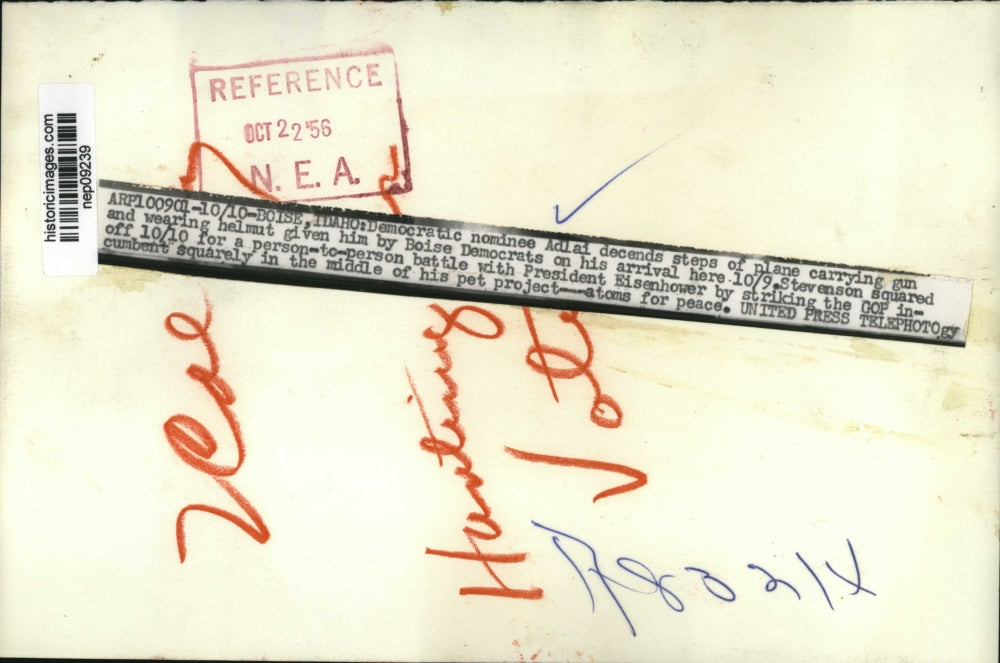 REFERENCE
OCT 22 '56
N. E. A.
historicimages.com
nep09239
ARP100901-10/10-BOISE, IDAHO:Democratic nominee Adlai decends steps of plane carrying gun
and wearing helmut given him by Boise Democrats on his arrival here 10/9.Stevenson squared
off 10/10 for a person-to-person battle with President Eisenhower by striking the GOP in-
cumbent squarely in the middle of his pet project---atoms for peace. UNITED PRESS TELEPHOTOgy
Hunting
Vote